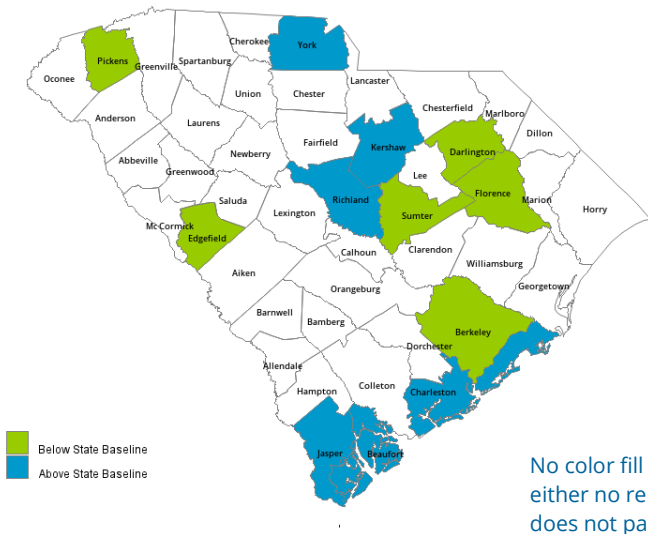 Cherokee
York
Pickens
Greenville
Spartanburg
Oconee
Lancaster
Union
Chester
Chesterfield
Marlboro
Anderson
Laurens
Dillon
Fairfield
Kershaw
Darlington
Newberry
Abbeville
Greenwood
Lee
Florence
Saluda
Richland
Marion
Horry
Lexington
Sumter
Mc Cormick
Edgefield
Clarendon
Calhoun
Williamsburg
Aiken
Orangeburg
Georgetown
Barnwell
Bamberg
Berkeley
Dorchester
Allendale
Colleton
Hampton
Charleston
Jasper
Beaufort
Below State Baseline
Above State Baseline
No color fill
either no re
does not pa